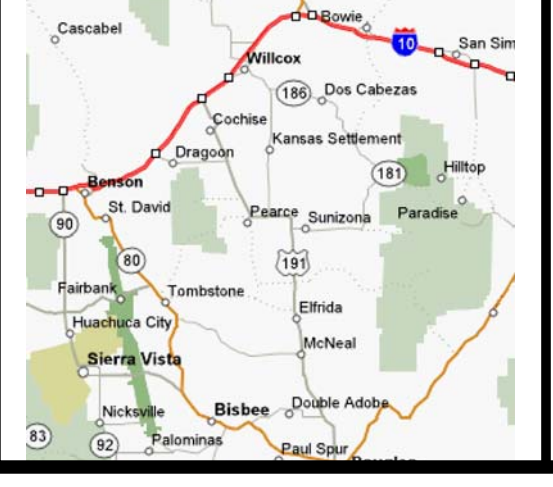 Bowie
Cascabel
10
San Sim
Willcox
186
Dos Cabezas
Cochise
Kansas Settlement
Dragoon
181
Hilltop
Benson
St. David
Pearce
Sunizona
Paradise
90
80
191
Fairbank
Tombstone
Elfrida
Huachuca City
McNeal
Sierra Vista
Nicksville
Bisbee
Double Adobe
83
92
Palominas
Paul Spur
Douglas